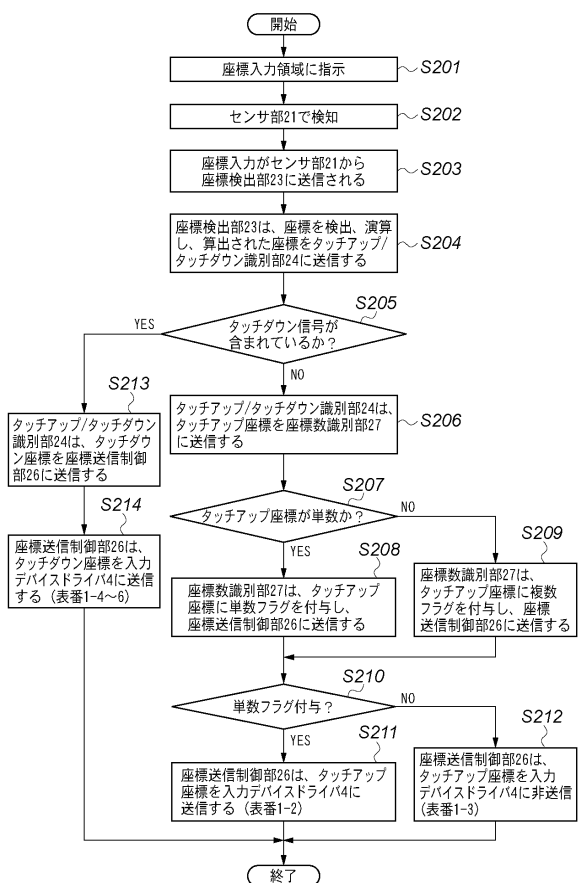 開始
座標入力領域に指示
S201
センサ部21で検知
S202
座標入力がセンサ部21から
座標検出部23に送信される
S203
座標検出部23は、座標を検出、演算
し、算出された座標をタッチアップ/
タッチダウン識別部24に送信する
S204
S205
タッチダウン信号が
含まれているか?
YES
NO
S213
タッチアップ/タッチダウン
識別部24は、タッチダウ
ン座標を座標送信制御
部26に送信する
タッチアップ/タッチダウン識別部24は、
タッチアップ座標を座標数識別部27
に送信する
S206
S214
座標送信制御部26は、
タッチダウン座標を入力
デバイスドライバ4に送信
する(表番1-4~6)
S207
タッチアップ座標が単数か?
NO
YES
S208
座標数識別部27は、タッチアップ
座標に単数フラグを付与し、
座標送信制御部26に送信する
S209
座標数識別部27は、
タッチアップ座標に複数
フラグを付与し、座標
送信制御部26に送信する
S210
単数フラグ付与?
NO
YES
S211
座標送信制御部26は、タッチアップ
座標を入力デバイスドライバ4に
送信する(表番1-2)
S212
座標送信制御部26は、
タッチアップ座標を入力
デバイスドライバ4に非送信
(表番1-3)
終了